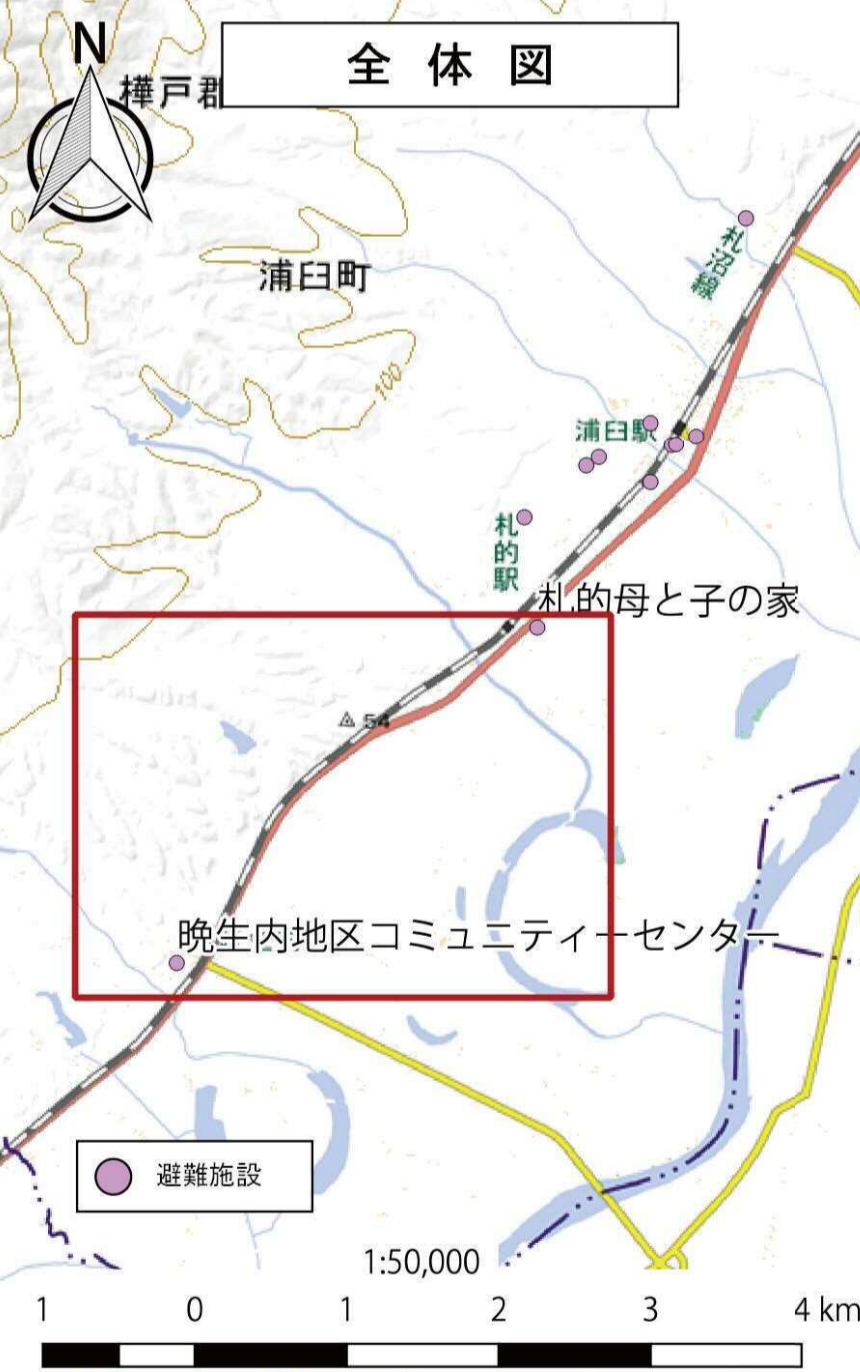 全体図
N
樺戸郡
札沼線
浦臼町
100
浦臼駅
札的駅
札的母と子の家
54
晩生内地区コミュニティーセンター
避難施設
1:50,000
1 0 1 2 3 4 km